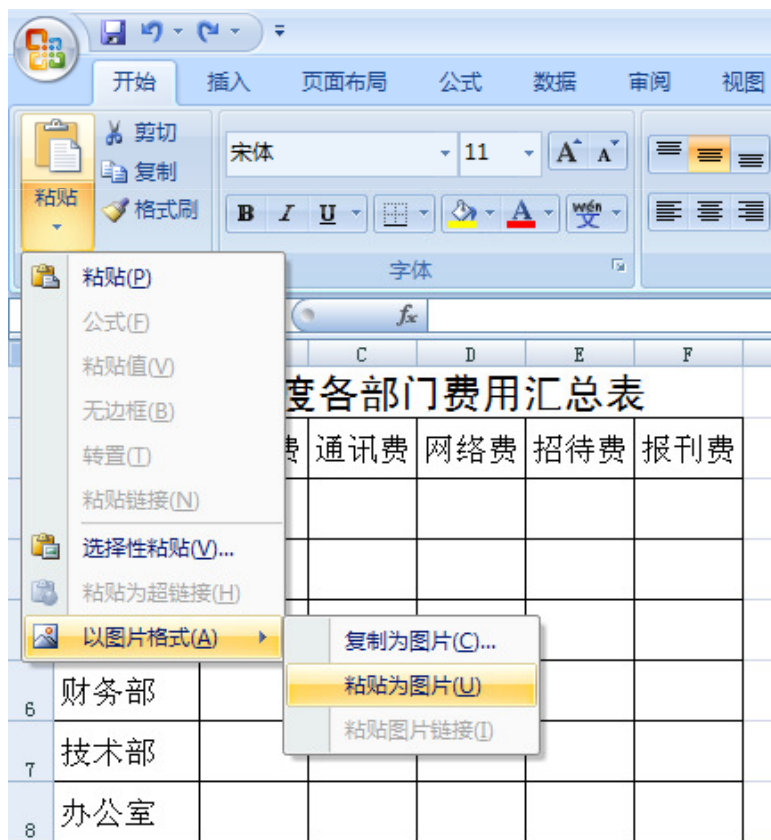 开始 插入 页面布局 公式 数据 审阅 视图
剪切
复制
格式刷
粘贴
宋体 11 A A
B I U A wén 文
字体
粘贴(P)
公式(F)
粘贴值(V)
无边框(B)
转置(T)
粘贴链接(N)
选择性粘贴(V)...
粘贴为超链接(H)
以图片格式(A)
复制为图片(C)...
粘贴为图片(U)
粘贴图片链接(I)
fx
C D E F
度各部门费用汇总表
费 通讯费 网络费 招待费 报刊费
6 财务部
7 技术部
8 办公室